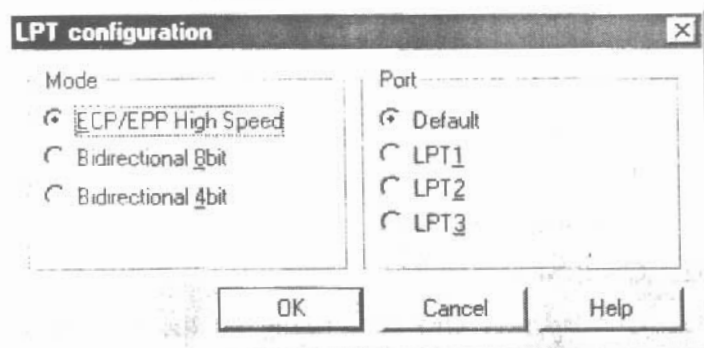 LPT configuration
Mode
ECP/EPP High Speed
Bidirectional 8bit
Bidirectional 4bit
Port
Default
LPT1
LPT2
LPT3
OK
Cancel
Help